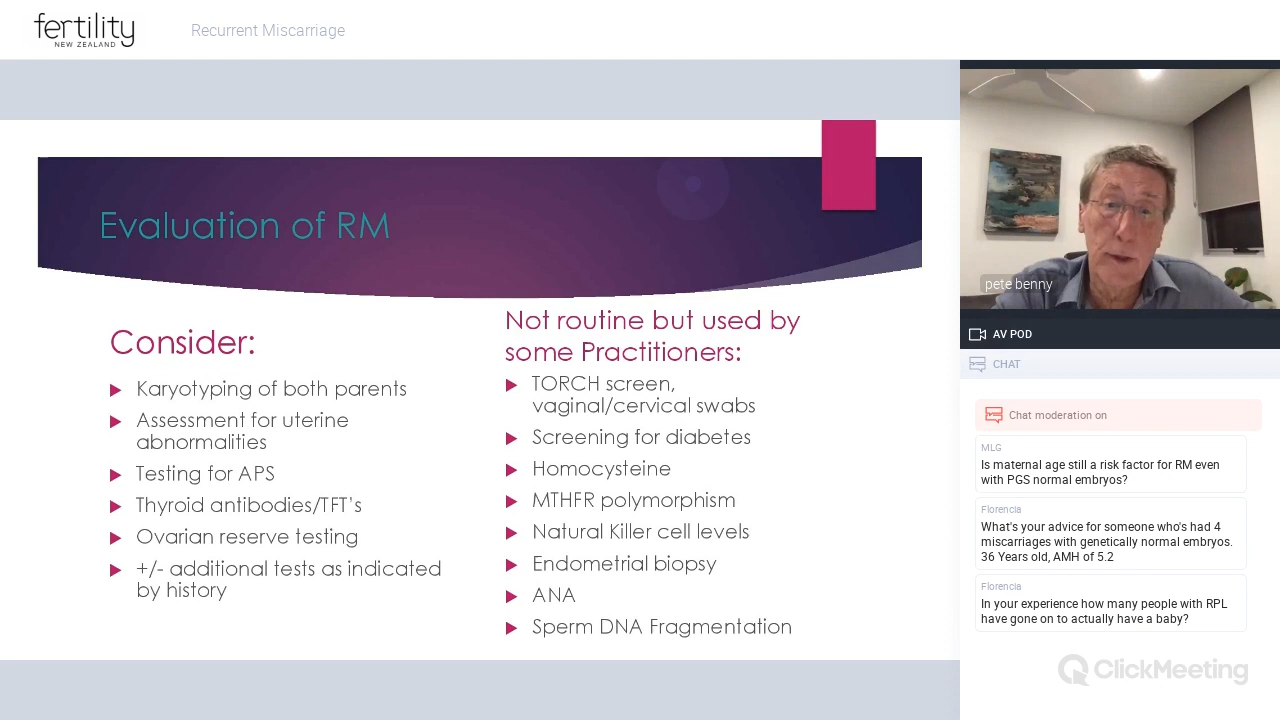 fertility
NEW ZEALAND
Recurrent Miscarriage
Evaluation of RM
Consider:
Karyotyping of both parents
Assessment for uterine
abnormalities
Testing for APS
Thyroid antibodies/TFT's
Ovarian reserve testing
+/- additional tests as indicated
by history
Not routine but used by
some Practitioners:
TORCH screen,
vaginal/cervical swabs
Screening for diabetes
Homocysteine
MTHFR polymorphism
Natural Killer cell levels
Endometrial biopsy
ANA
Sperm DNA Fragmentation
pete benny
AV POD
CHAT
Chat moderation on
MLG
Is maternal age still a risk factor for RM even
with PGS normal embryos?
Florencia
What's your advice for someone who's had 4
miscarriages with genetically normal embryos.
36 Years old, AMH of 5.2
Florencia
In your experience how many people with RPL
have gone on to actually have a baby?
ClickMeeting